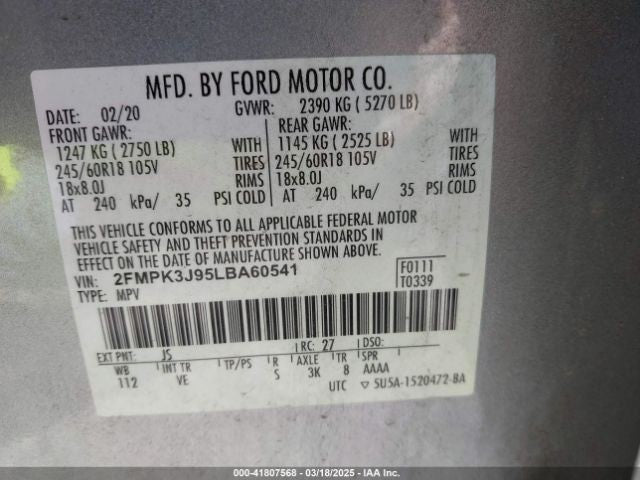 MFD. BY FORD MOTOR CO.
DATE: 02/20 GVWR: 2390 KG ( 5270 LB)
FRONT GAWR: REAR GAWR:
1247 KG ( 2750 LB) WITH 1145 KG ( 2525 LB) WITH
245/60R18 105V TIRES 245/60R18 105V TIRES
18x8.0J RIMS 18x8.0J RIMS
AT 240 kPa/ 35 PSI COLD AT 240 kPa/ 35 PSI COLD
THIS VEHICLE CONFORMS TO ALL APPLICABLE FEDERAL MOTOR
VEHICLE SAFETY AND THEFT PREVENTION STANDARDS IN
EFFECT ON THE DATE OF MANUFACTURE SHOWN ABOVE.
VIN: 2FMPK3J95LBA60541 F0111
TYPE: MPV T0339
EXT PNT: JS RC: 27 DSO:
WB INT TR TP/PS R AXLE TR SPR
112 VE S 3K 8 AAAA
UTC ▽ 5U5A-1520472-BA
000-41807568 — 03/18/2025 — IAA Inc.